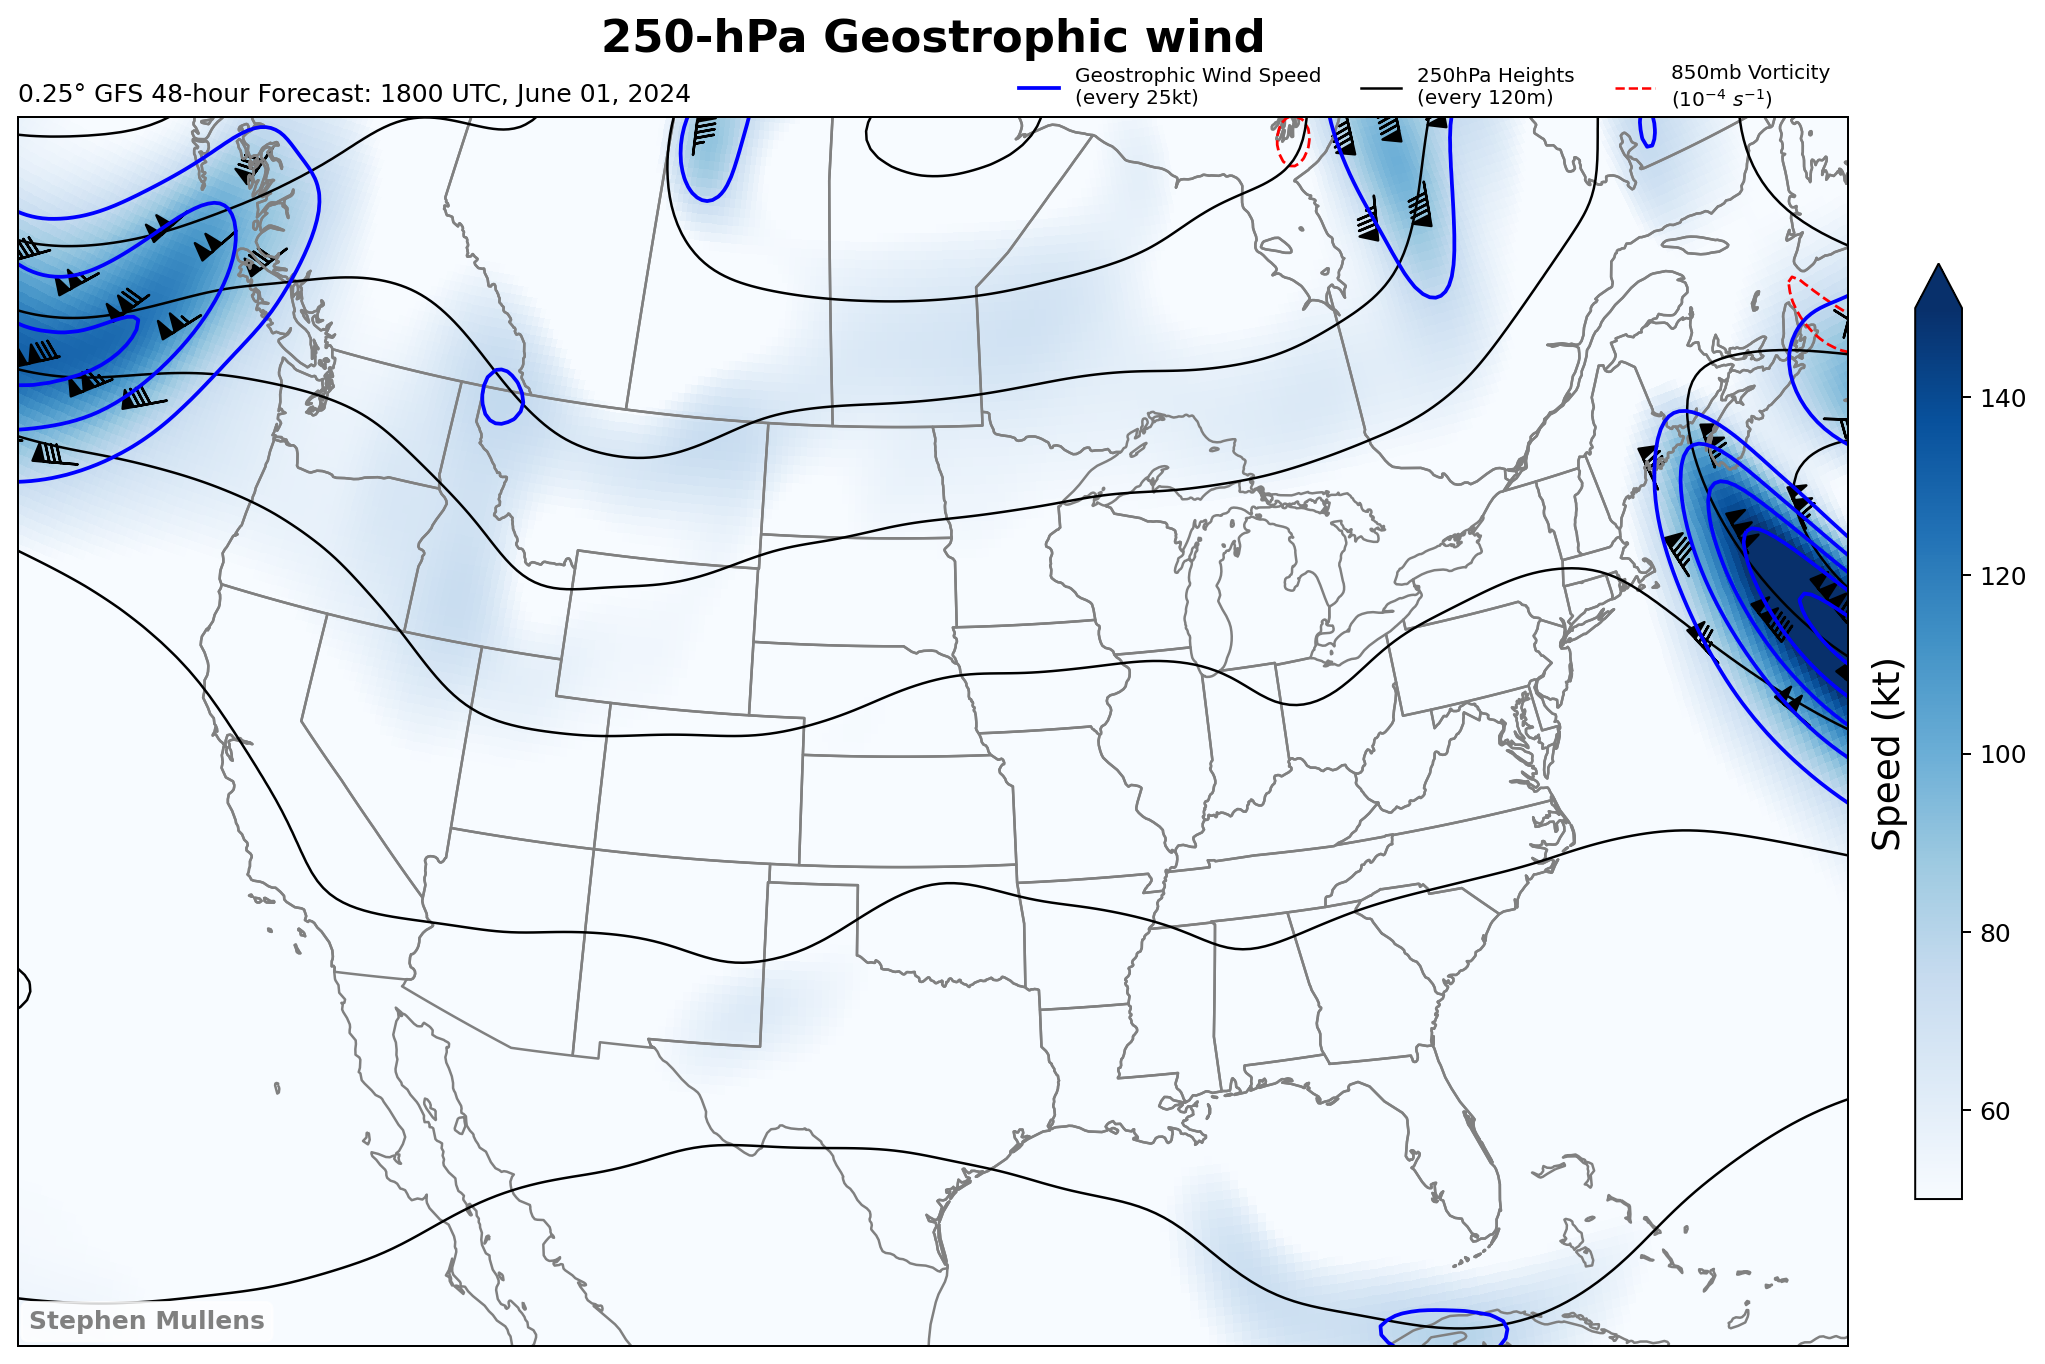 250-hPa Geostrophic wind
0.25° GFS 48-hour Forecast: 1800 UTC, June 01, 2024
Geostrophic Wind Speed
(every 25kt)
250hPa Heights
(every 120m)
850mb Vorticity
(10⁻⁴ s⁻¹)
140
120
100
80
60
Speed (kt)
Stephen Mullens